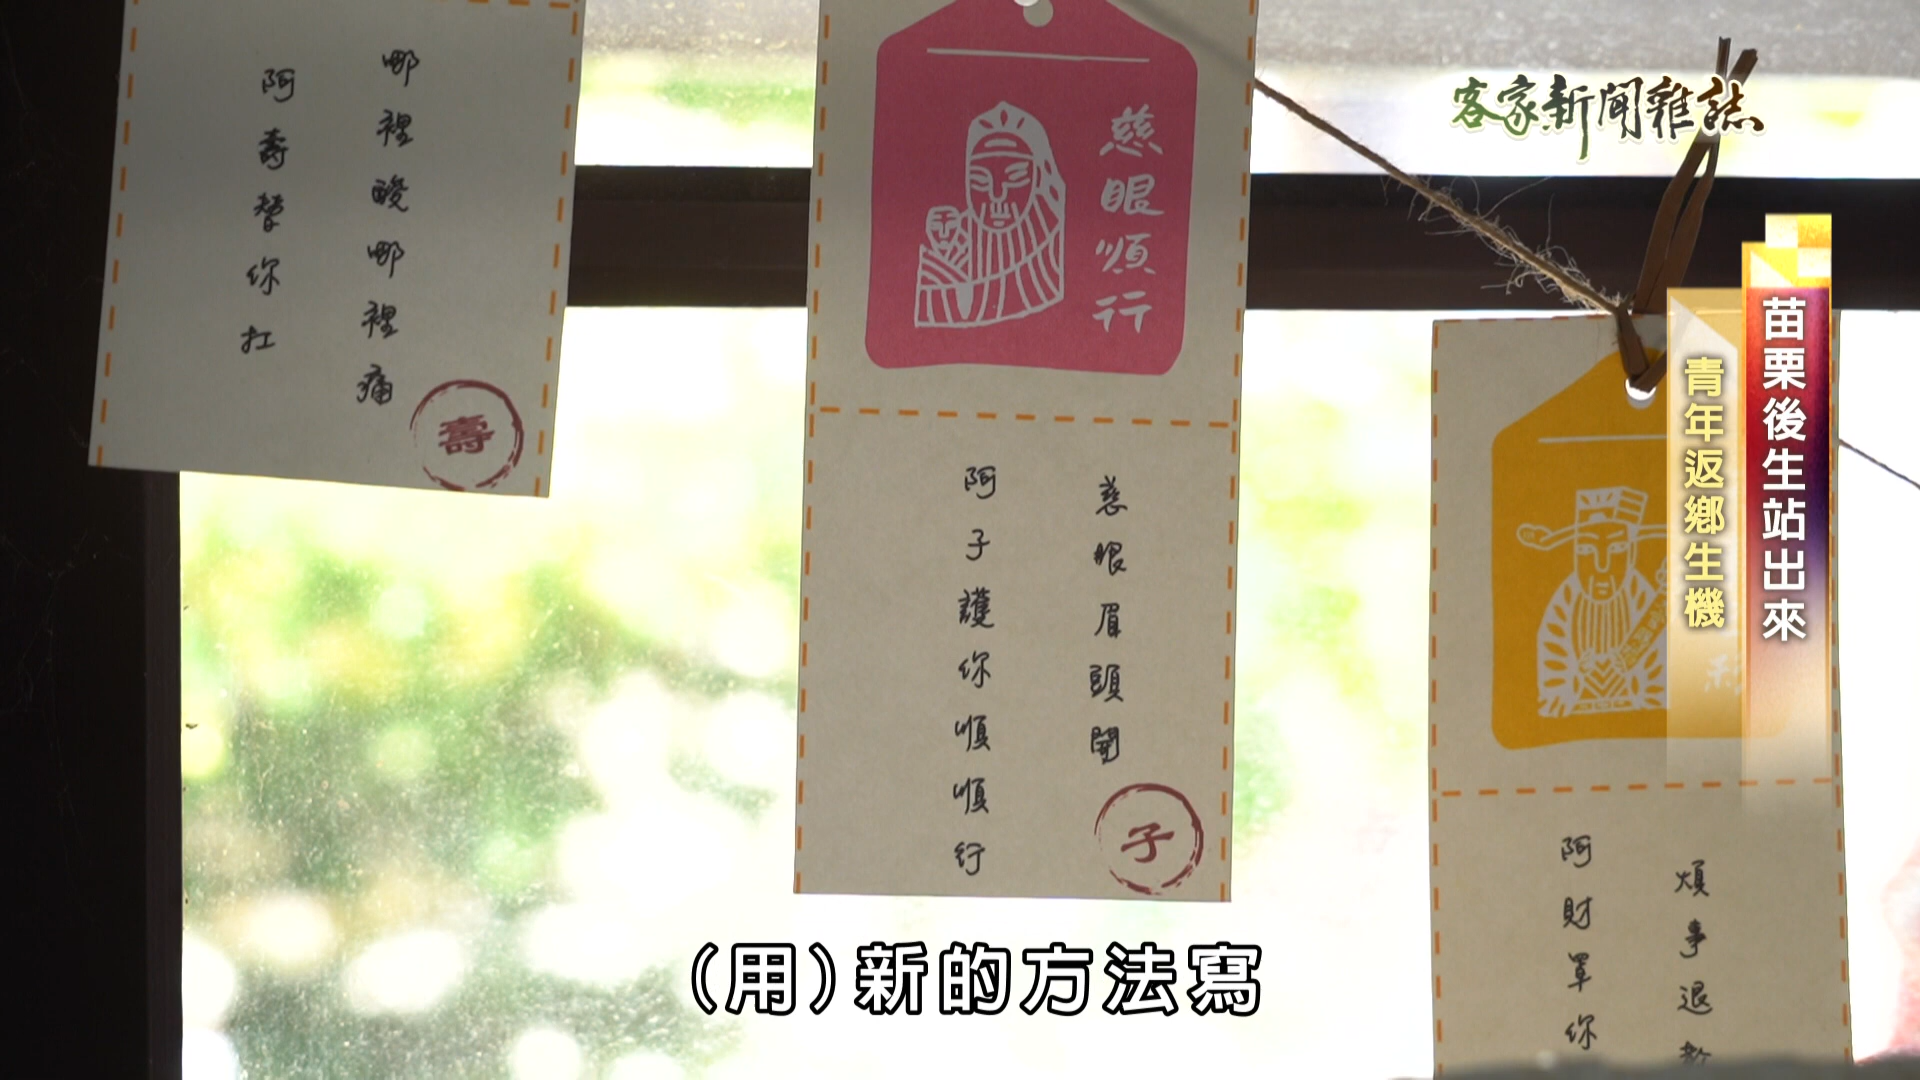 客家新聞雜誌
苗栗後生站出來
青年返鄉生機
哪裡酸哪裡痛
阿壽替你扛
壽
慈眼順行
慈眼眉頭開
阿子護你順順行
子
煩事退
阿財罩你
(用)新的方法寫